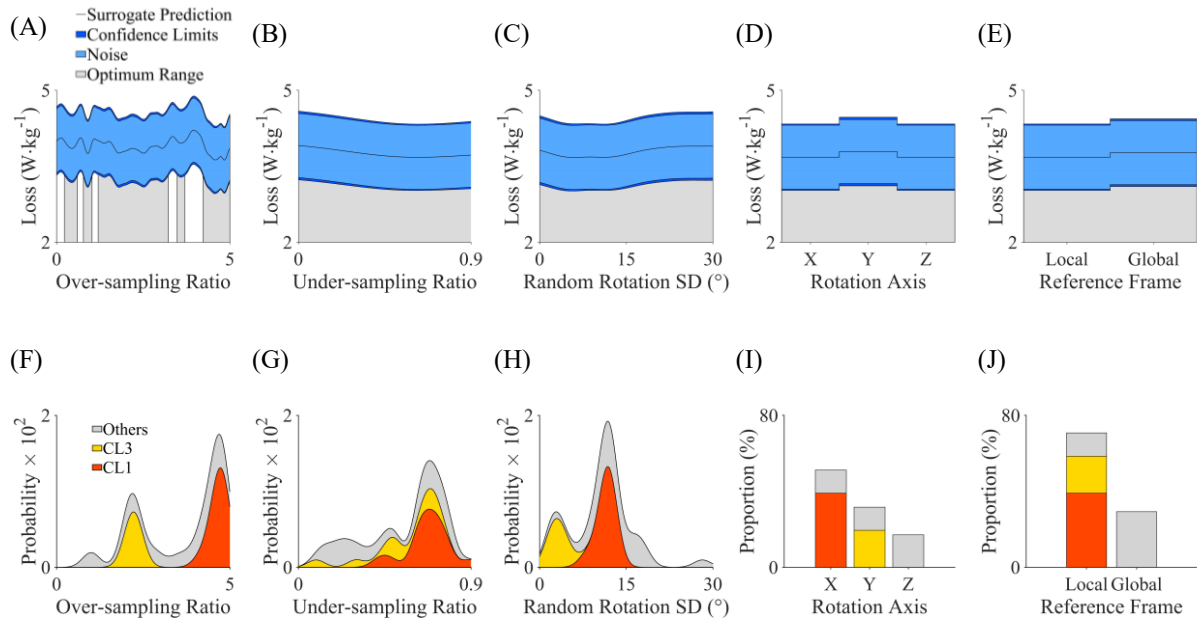 (A)
Surrogate Prediction
Confidence Limits
Noise
Optimum Range
Loss (W·kg⁻¹)
5
2
0
5
Over-sampling Ratio
(B)
Loss (W·kg⁻¹)
5
2
0
0.9
Under-sampling Ratio
(C)
Loss (W·kg⁻¹)
5
2
0
15
30
Random Rotation SD (°)
(D)
Loss (W·kg⁻¹)
5
2
X
Y
Z
Rotation Axis
(E)
Loss (W·kg⁻¹)
5
2
Local
Global
Reference Frame
(F)
Others
CL3
CL1
Probability × 10²
2
0
0
5
Over-sampling Ratio
(G)
Probability × 10²
2
0
0
0.9
Under-sampling Ratio
(H)
Probability × 10²
2
0
0
15
30
Random Rotation SD (°)
(I)
Proportion (%)
80
0
X
Y
Z
Rotation Axis
(J)
Proportion (%)
80
0
Local
Global
Reference Frame